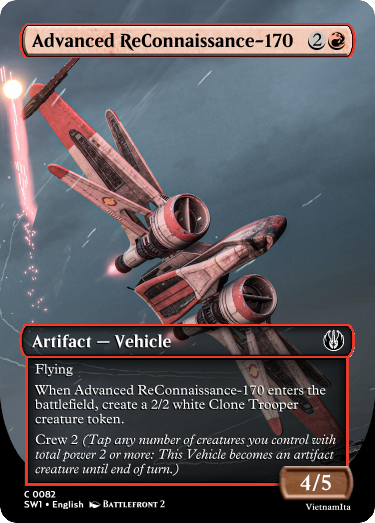 Advanced ReConnaissance-170 2
Artifact — Vehicle
Flying
When Advanced ReConnaissance-170 enters the
battlefield, create a 2/2 white Clone Trooper
creature token.
Crew 2 (Tap any number of creatures you control with
total power 2 or more: This Vehicle becomes an artifact
creature until end of turn.)
4/5
C 0082
SW1 • English Battlefront 2
VietnamIta